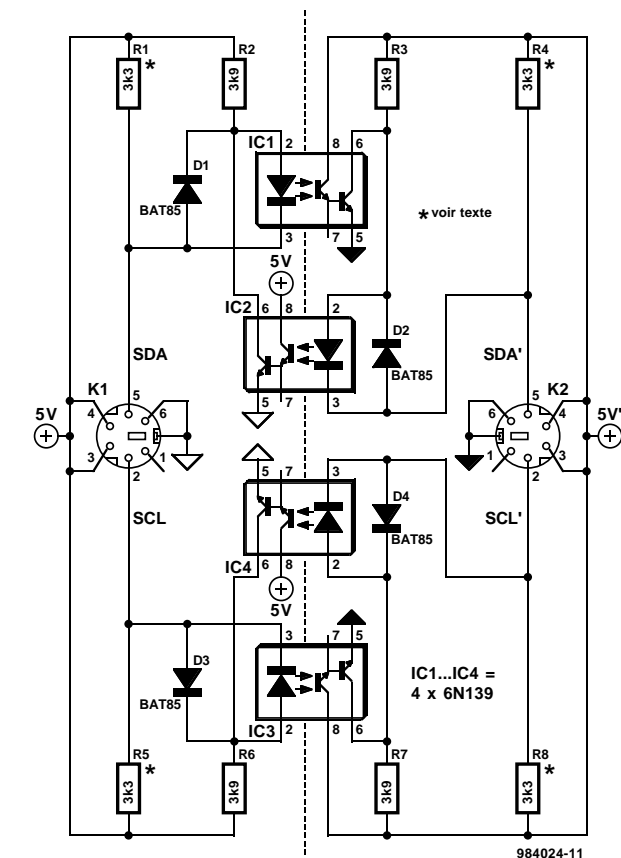 R1 R2 R3 R4
3k3 * 3k9 3k9 3k3 *
IC1 2 8 6
D1
BAT85
* voir texte
3 7 5
5V
IC2 6 8 2
D2
BAT85
SDA SDA'
5 7 3
K1 5 5 K2
5V 4 6 6 4 5V'
3 1 1 3
2 2
5 7 3
SCL D4 SCL'
BAT85
IC4 6 8 2
5V
3 7 5
D3
BAT85
IC1...IC4 =
4 x 6N139
IC3 2 8 6
R5 R6 R7 R8
3k3 * 3k9 3k9 3k3 *
984024-11